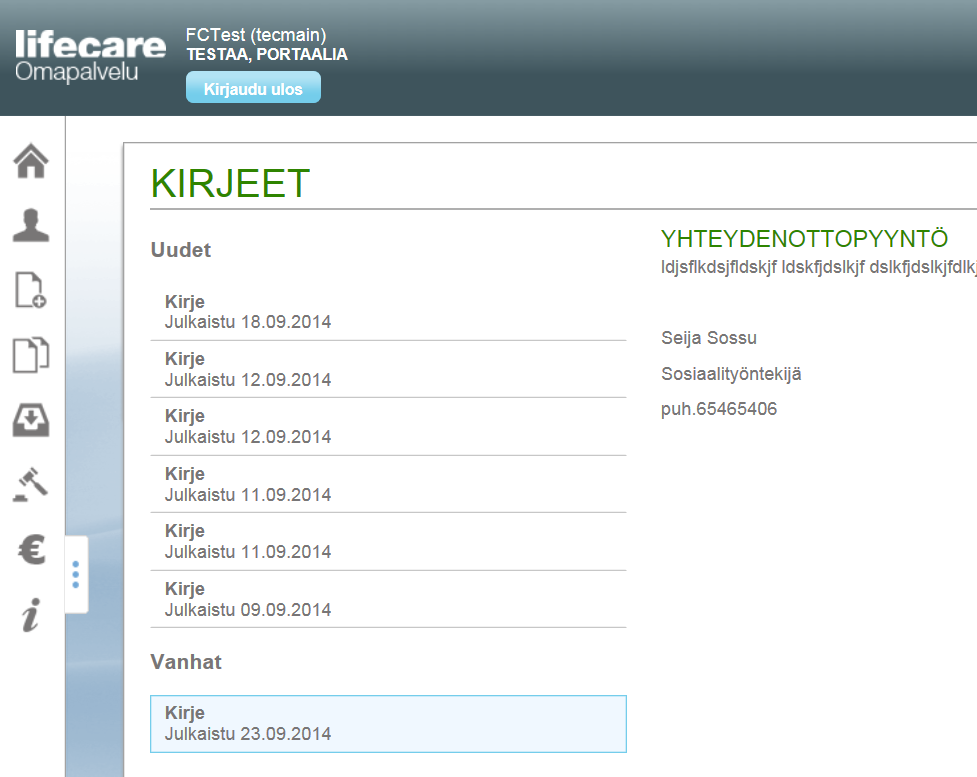 lifecare
Omapalvelu
FCTest (tecmain)
TESTAA, PORTAALIA
Kirjaudu ulos
KIRJEET
Uudet
Kirje
Julkaistu 18.09.2014
Kirje
Julkaistu 12.09.2014
Kirje
Julkaistu 12.09.2014
Kirje
Julkaistu 11.09.2014
Kirje
Julkaistu 11.09.2014
Kirje
Julkaistu 09.09.2014
Vanhat
Kirje
Julkaistu 23.09.2014
YHTEYDENOTTOPYYNTÖ
ldjsflkdsjfldskjf ldskfjdslkjf
Seija Sossu
Sosiaalityöntekijä
puh.65465406